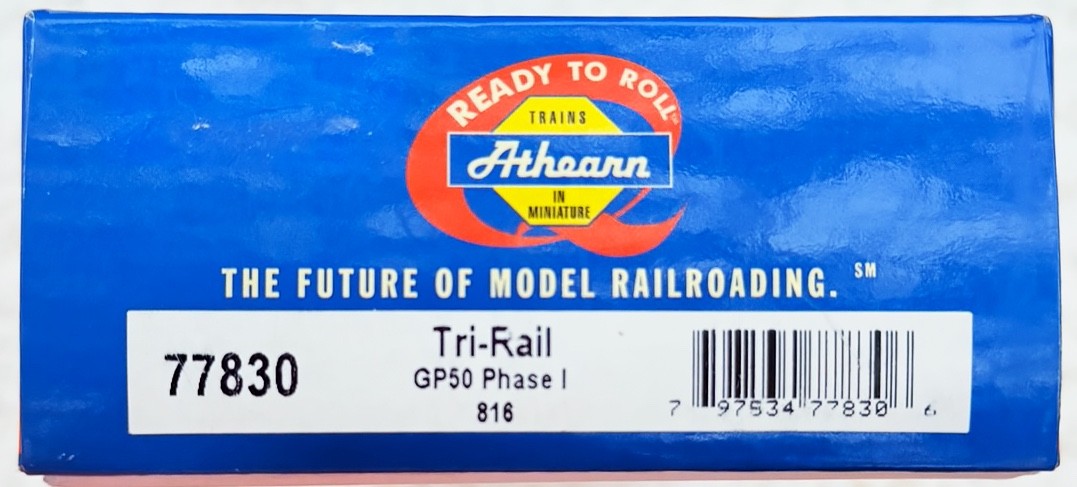 READY TO ROLL
TRAINS
Athearn
IN
MINIATURE
THE FUTURE OF MODEL RAILROADING. SM
77830
Tri-Rail
GP50 Phase I
816
7 97534 77830 6